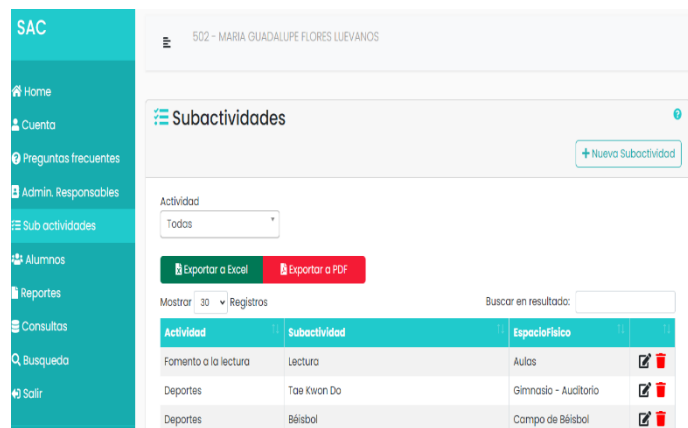 SAC
502 - MARIA GUADALUPE FLORES LUEVANOS
Home
Cuenta
Preguntas frecuentes
Admin. Responsables
Sub actividades
Alumnos
Reportes
Consultas
Busqueda
Salir
Subactividades
+ Nueva Subactividad
Actividad
Todas
Exportar a Excel Exportar a PDF
Mostrar 30 Registros Buscar en resultado:
Actividad Subactividad EspacioFísico
Fomento a la lectura Lectura Aulas
Deportes Tae Kwon Do Gimnasio - Auditorio
Deportes Béisbol Campo de Béisbol